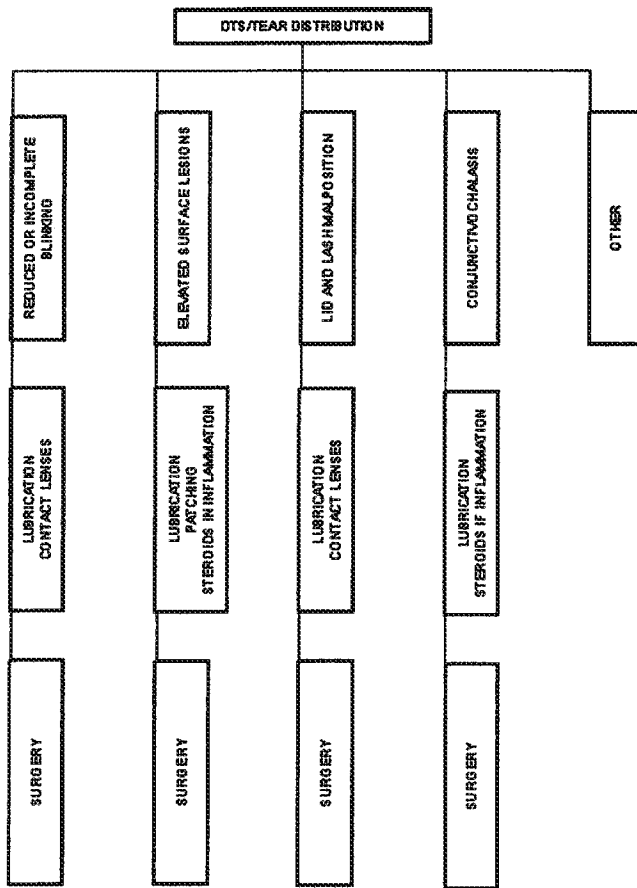 DTS/TEAR DISTRIBUTION
REDUCED OR INCOMPLETE
BLINKING
ELEVATED SURFACE LESIONS
LID AND LASH MALPOSITION
CONJUNCTIVOCHALASIS
OTHER
LUBRICATION
CONTACT LENSES
LUBRICATION
PATCHING
STEROIDS IN INFLAMMATION
LUBRICATION
CONTACT LENSES
LUBRICATION
STEROIDS IF INFLAMMATION
SURGERY
SURGERY
SURGERY
SURGERY